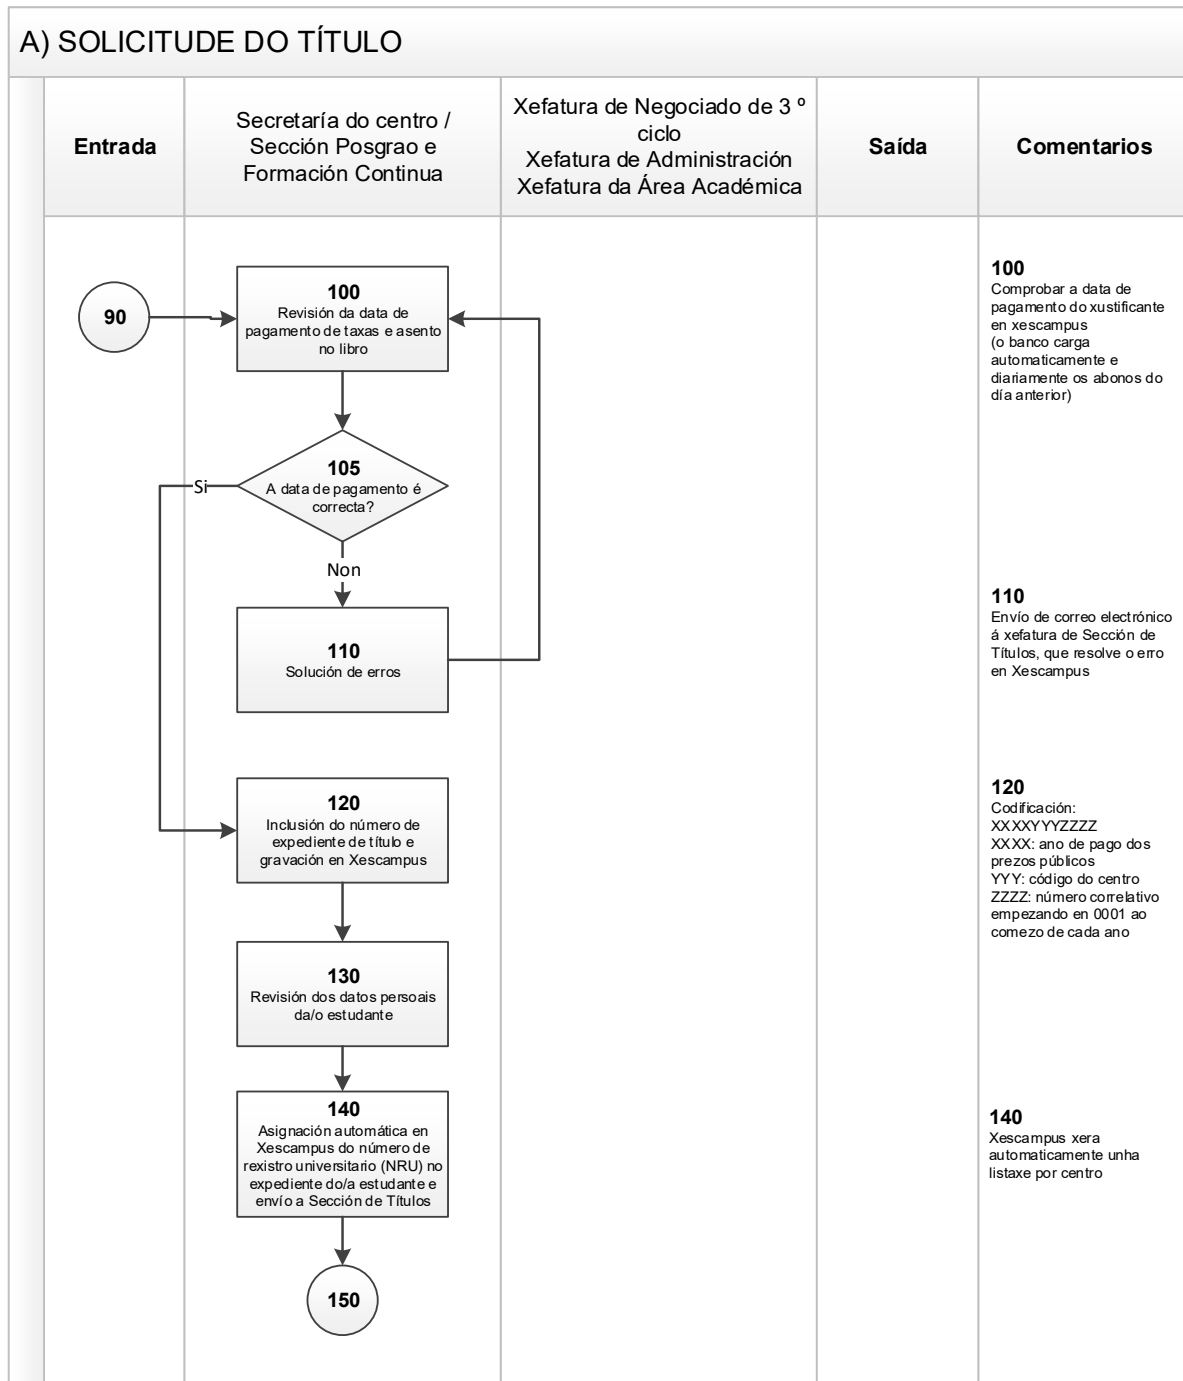 A) SOLICITUDE DO TÍTULO
Entrada
Secretaría do centro /
Sección Posgrao e
Formación Continua
Xefatura de Negociado de 3 º
ciclo
Xefatura de Administración
Xefatura da Área Académica
Saída
Comentarios
90
100
Revisión da data de
pagamento de taxas e asento
no libro
100
Comprobar a data de
pagamento do xustificante
en xescampus
(o banco carga
automaticamente e
diariamente os abonos do
día anterior)
105
A data de pagamento é
correcta?
Si
Non
110
Solución de erros
110
Envío de correo electrónico
á xefatura de Sección de
Títulos, que resolve o erro
en Xescampus
120
Inclusión do número de
expediente de título e
gravación en Xescampus
120
Codificación:
XXXXYYYZZZZ
XXXX: ano de pago dos
prezos públicos
YYY: código do centro
ZZZZ: número correlativo
empezando en 0001 ao
comezo de cada ano
130
Revisión dos datos persoais
da/o estudante
140
Asignación automática en
Xescampus do número de
rexistro universitario (NRU) no
expediente do/a estudante e
envío a Sección de Títulos
140
Xescampus xera
automaticamente unha
listaxe por centro
150